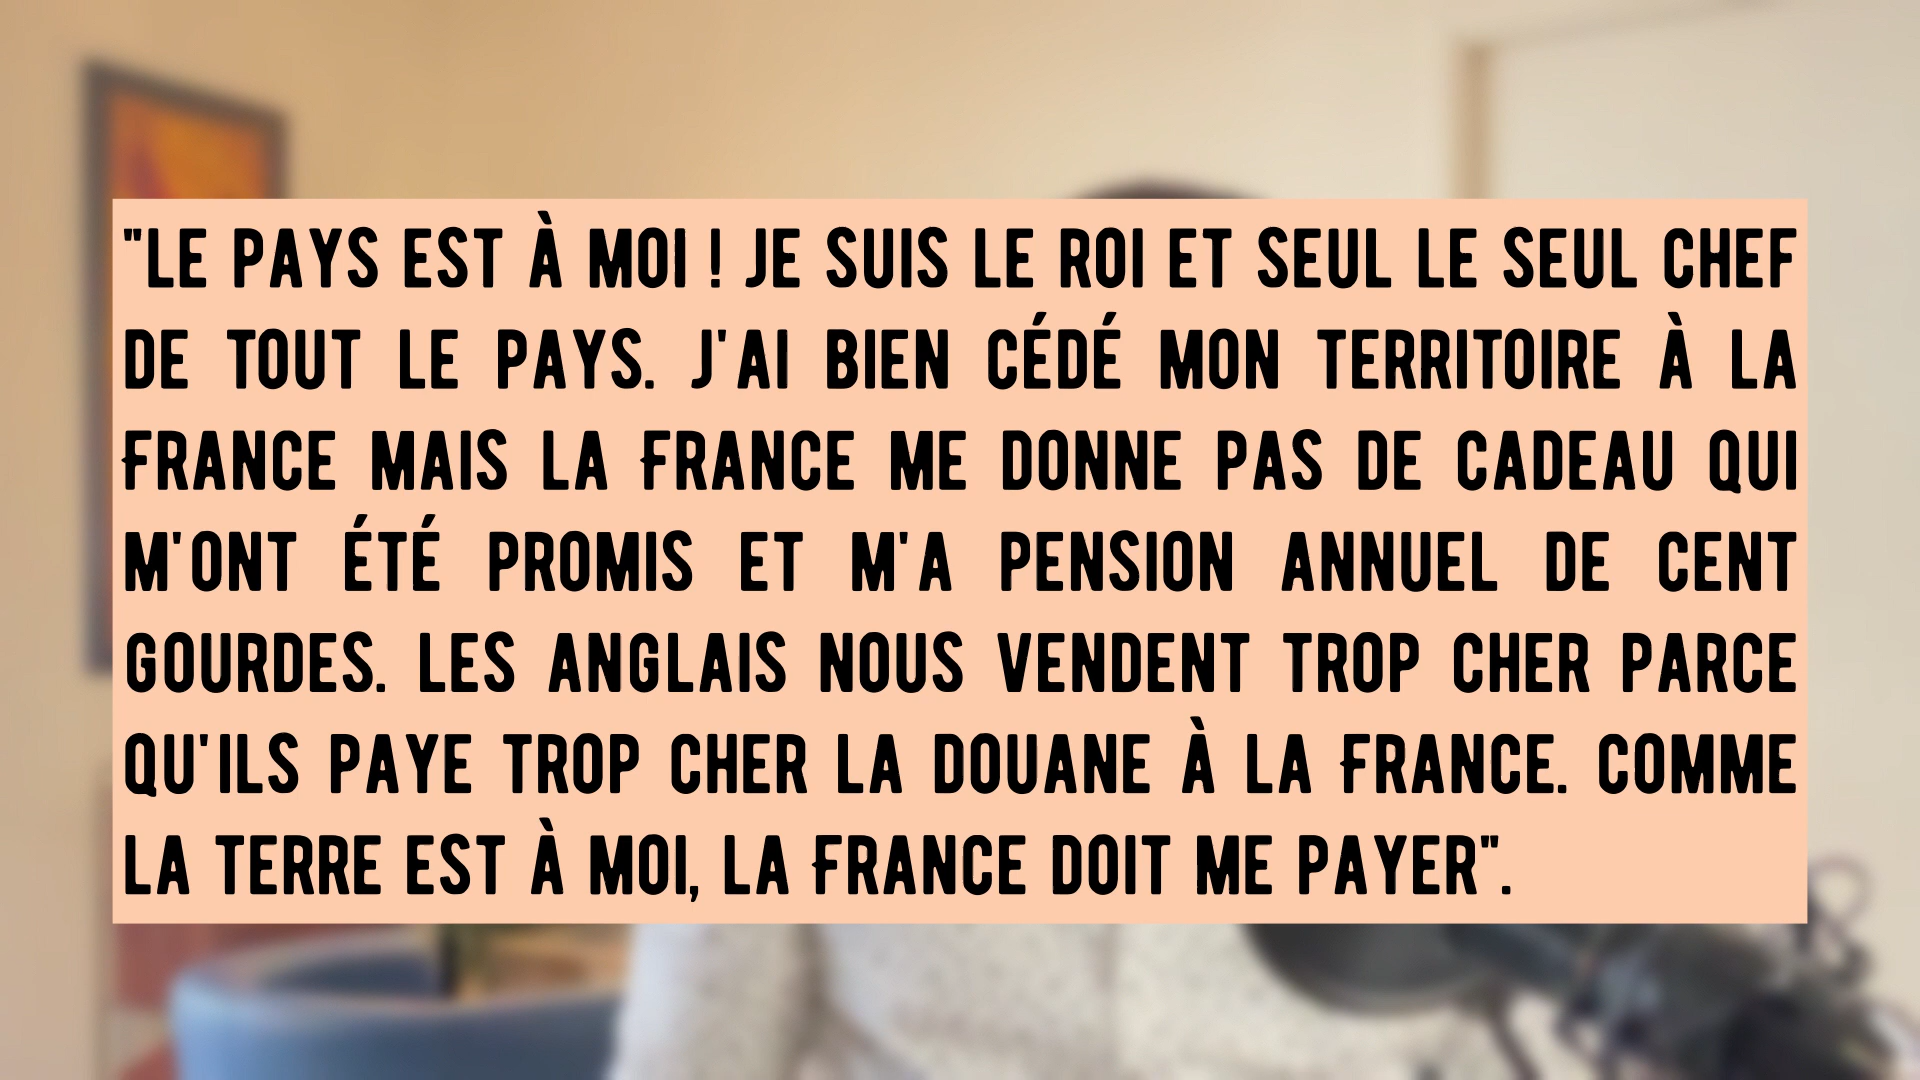 "LE PAYS EST À MOI ! JE SUIS LE ROI ET SEUL LE SEUL CHEF
DE TOUT LE PAYS. J'AI BIEN CÉDÉ MON TERRITOIRE À LA
FRANCE MAIS LA FRANCE ME DONNE PAS DE CADEAU QUI
M'ONT ÉTÉ PROMIS ET M'A PENSION ANNUEL DE CENT
GOURDES. LES ANGLAIS NOUS VENDENT TROP CHER PARCE
QU'ILS PAYE TROP CHER LA DOUANE À LA FRANCE. COMME
LA TERRE EST À MOI, LA FRANCE DOIT ME PAYER".